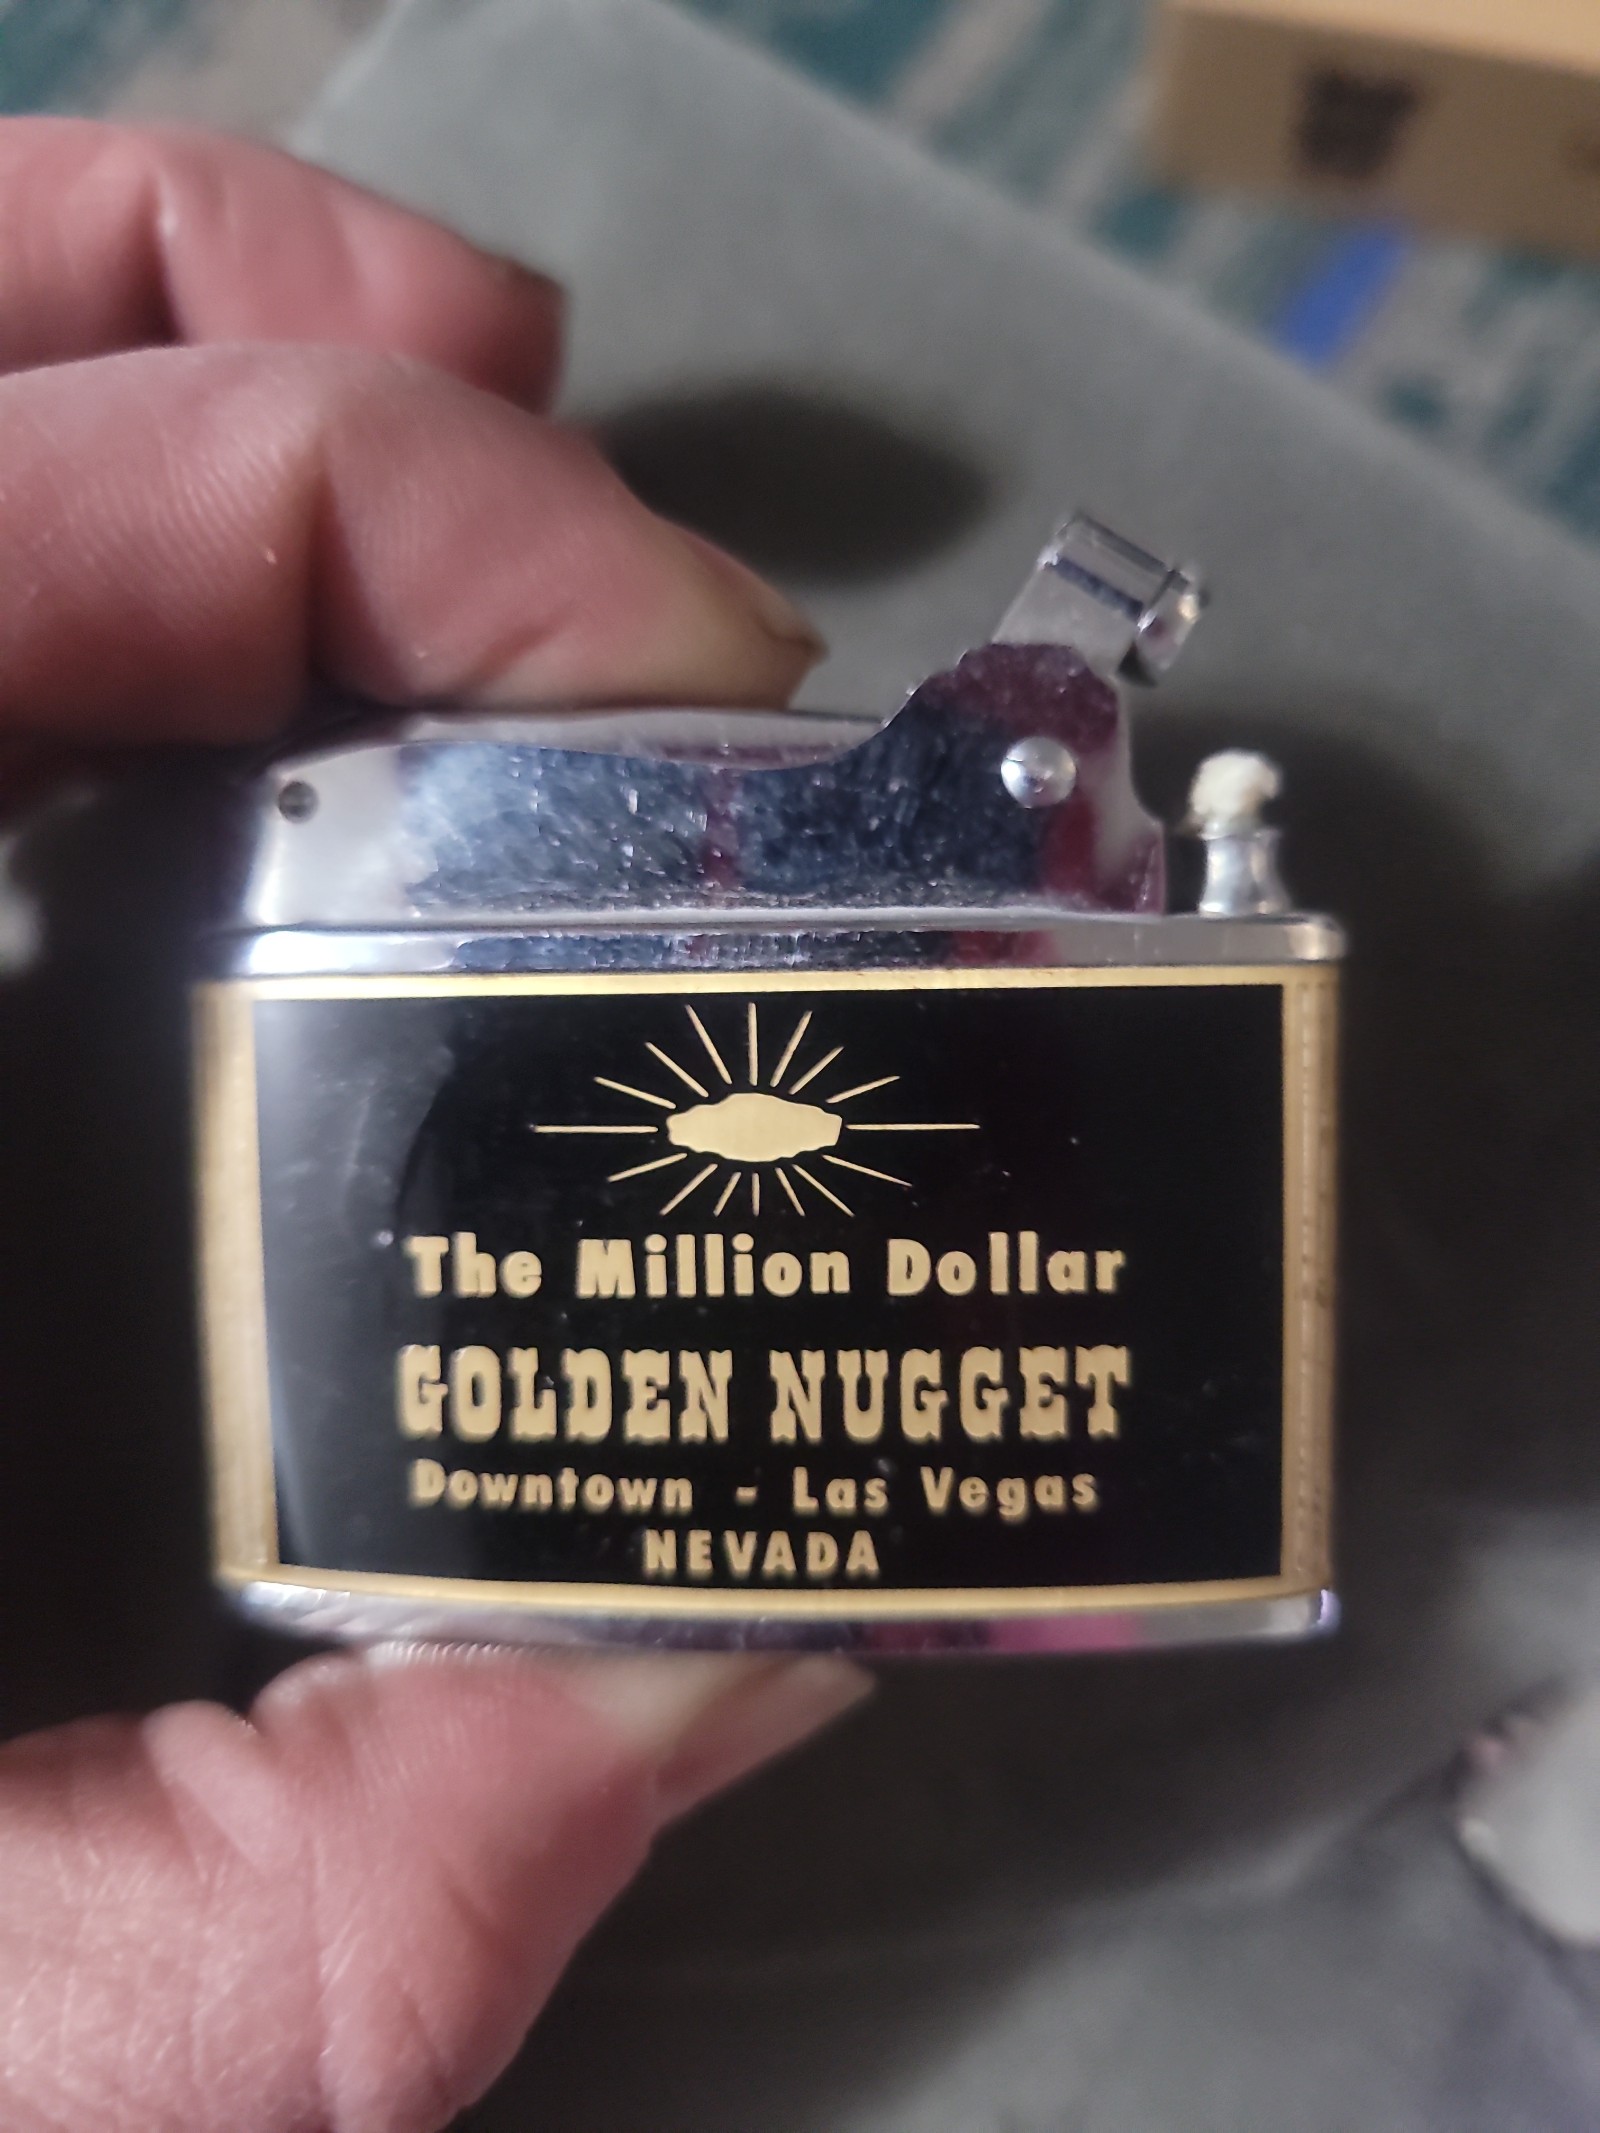 The Million Dollar
GOLDEN NUGGET
Downtown - Las Vegas
NEVADA